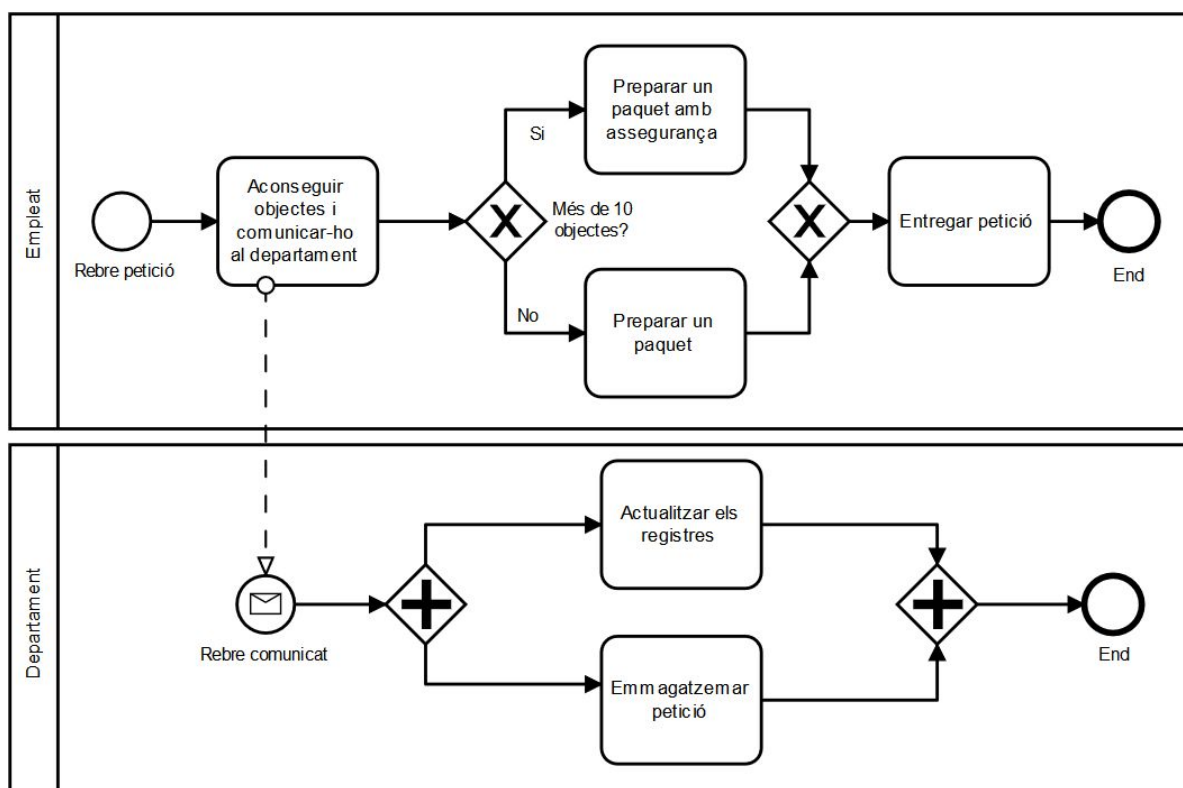 Empleat
Rebre petició
Aconseguir
objectes i
comunicar-ho
al departament
Si
No
Més de 10
objectes?
Preparar un
paquet amb
assegurança
Preparar un
paquet
Entregar petició
End
Departament
Rebre comunicat
Actualitzar els
registres
Emmagatzemar
petició
End